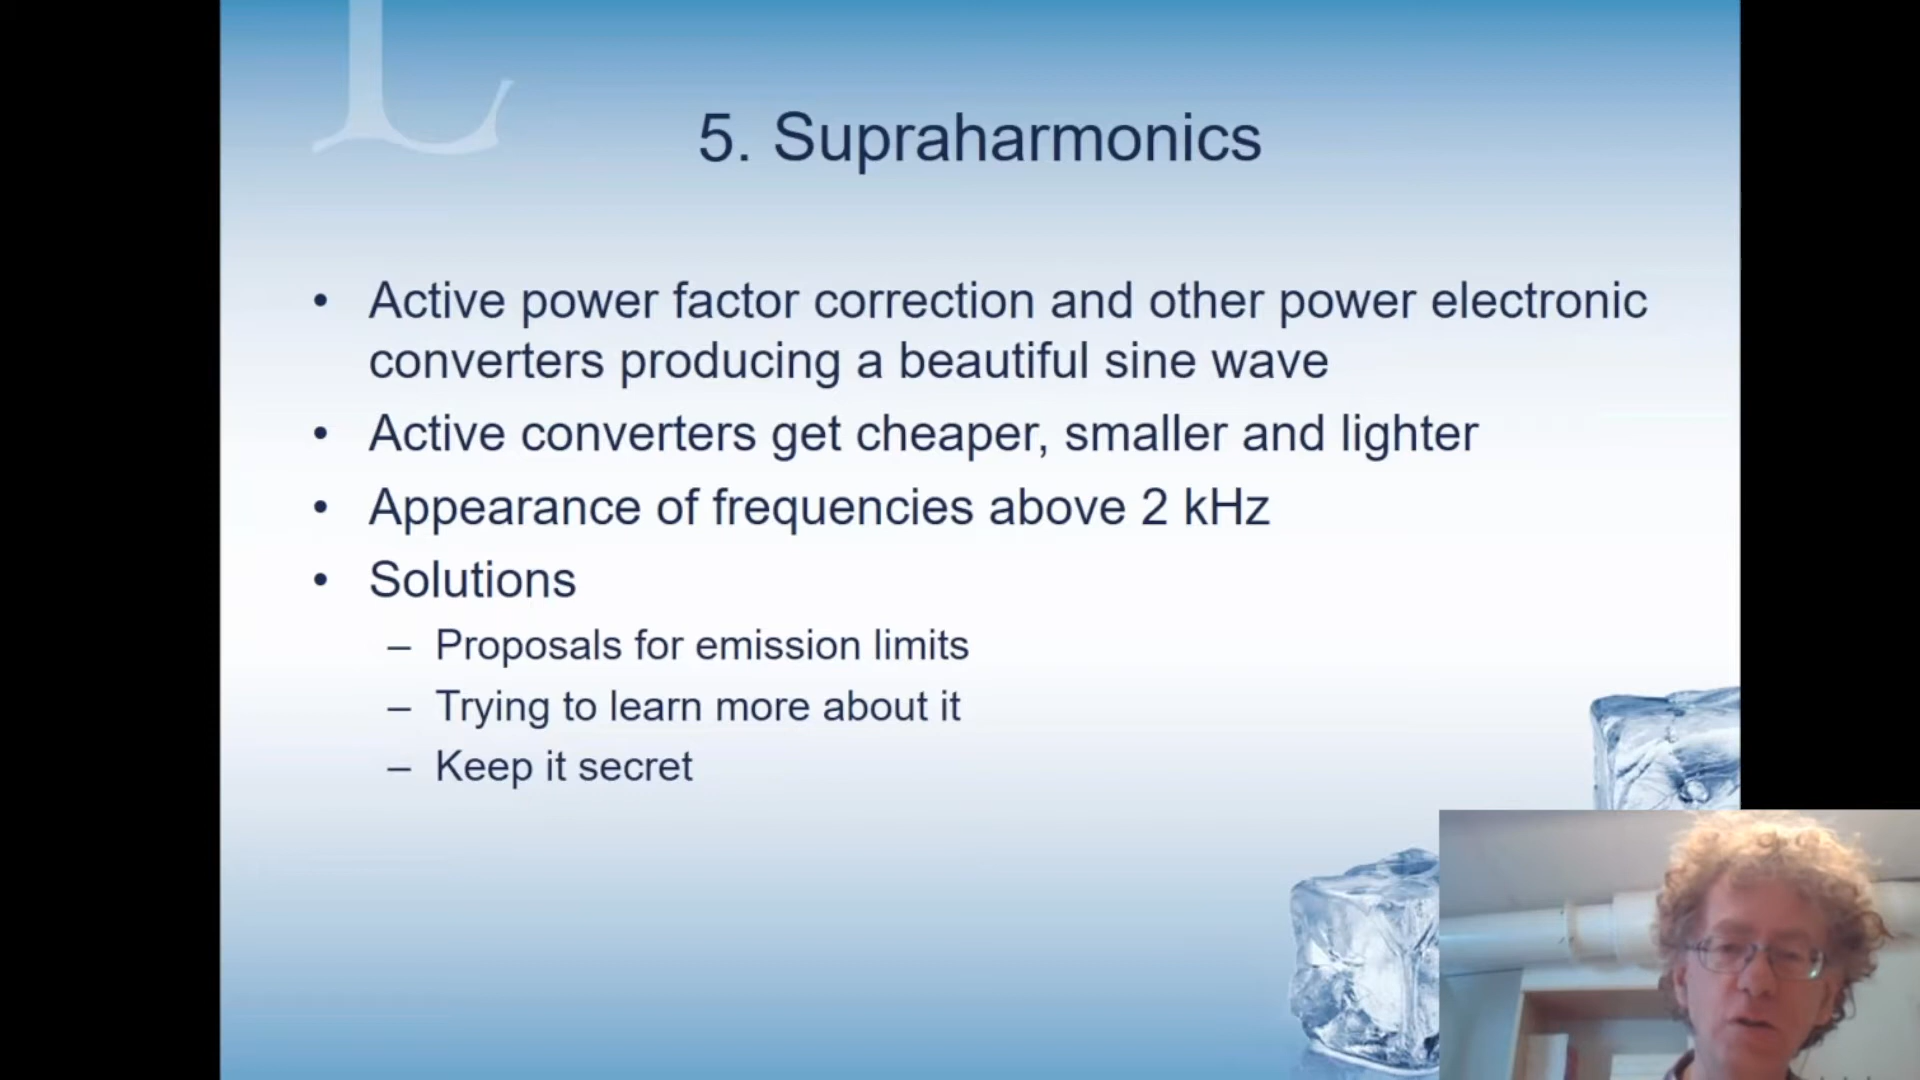 5. Supraharmonics
• Active power factor correction and other power electronic
converters producing a beautiful sine wave
• Active converters get cheaper, smaller and lighter
• Appearance of frequencies above 2 kHz
• Solutions
– Proposals for emission limits
– Trying to learn more about it
– Keep it secret